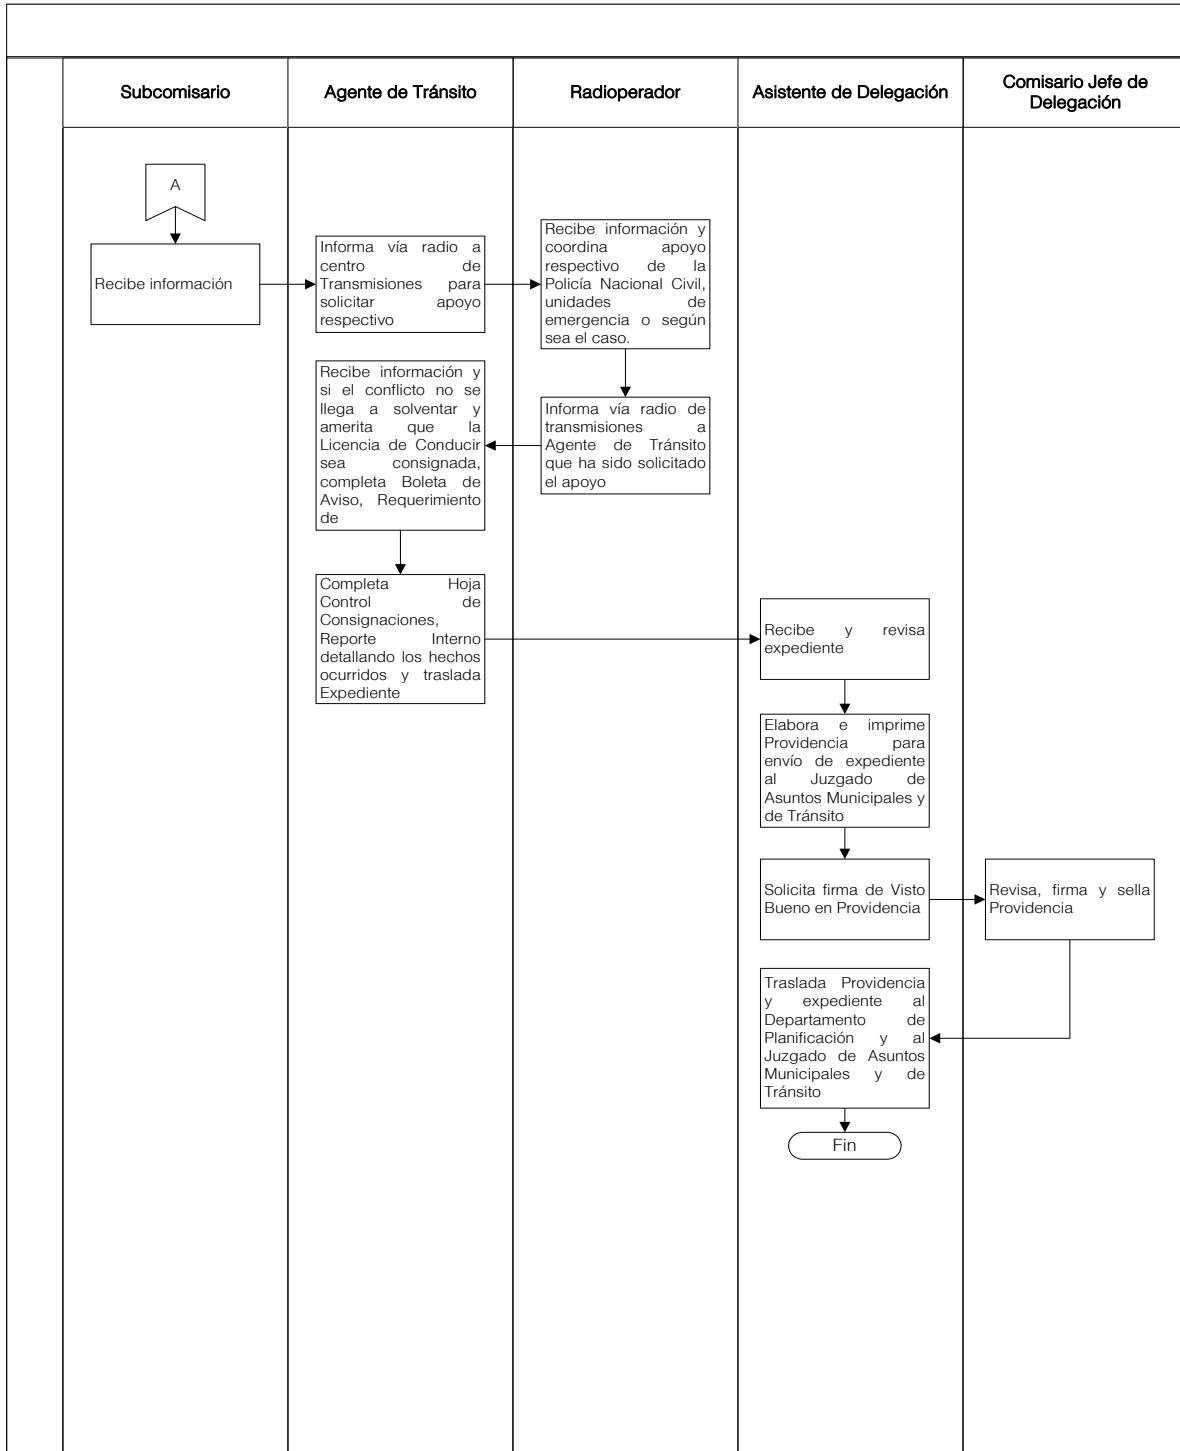 Subcomisario
Agente de Tránsito
Radioperador
Asistente de Delegación
Comisario Jefe de
Delegación
A
Recibe información
Informa vía radio a
centro de
Transmisiones para
solicitar apoyo
respectivo
Recibe información y
coordina apoyo
respectivo de la
Policía Nacional Civil,
unidades de
emergencia o según
sea el caso.
Informa vía radio de
transmisiones a
Agente de Tránsito
que ha sido solicitado
el apoyo
Recibe información y
si el conflicto no se
llega a solventar y
amerita que la
Licencia de Conducir
sea consignada,
completa Boleta de
Aviso, Requerimiento
de
Completa Hoja
Control de
Consignaciones,
Reporte Interno
detallando los hechos
ocurridos y traslada
Expediente
Recibe y revisa
expediente
Elabora e imprime
Providencia para
envío de expediente
al Juzgado de
Asuntos Municipales y
de Tránsito
Solicita firma de Visto
Bueno en Providencia
Revisa, firma y sella
Providencia
Traslada Providencia
y expediente al
Departamento de
Planificación y al
Juzgado de Asuntos
Municipales y de
Tránsito
Fin